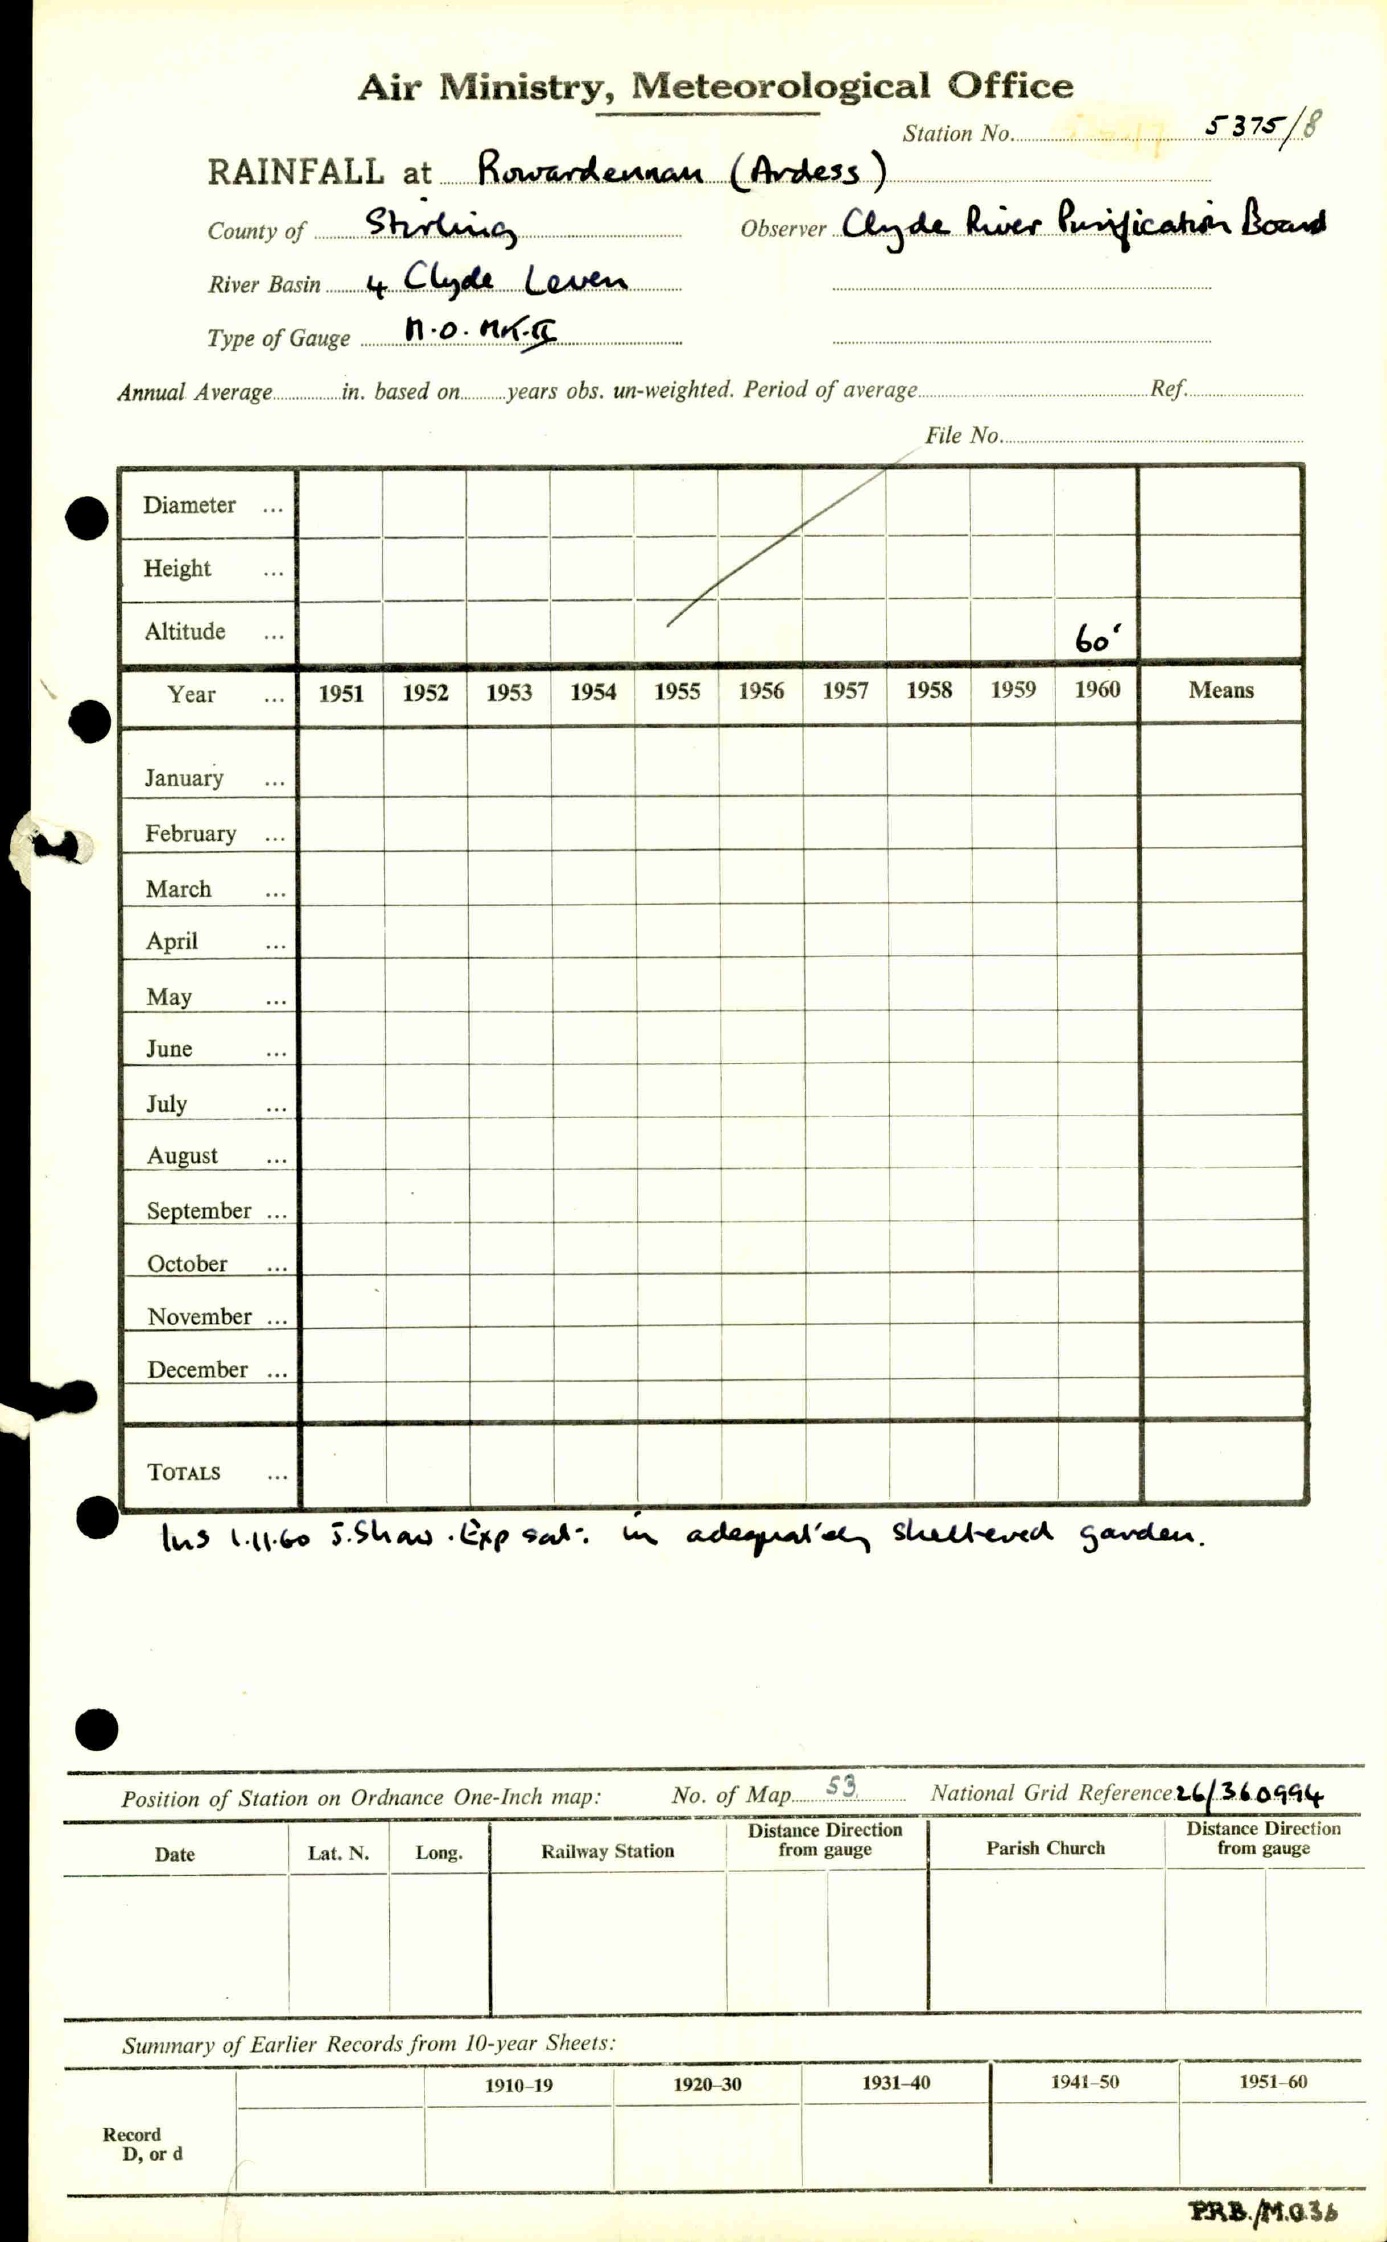 Air Ministry, Meteorological Office
Station No. 5375/8
RAINFALL at Rowardennan (Ardess)
County of Stirling Observer Clyde River Purification Board
River Basin 4 Clyde Leven
Type of Gauge M.O. MK.II
Annual Average in. based on years obs. un-weighted. Period of average Ref.
File No.
Diameter ...
Height ...
Altitude ... 60'
Year ... 1951 1952 1953 1954 1955 1956 1957 1958 1959 1960 Means
January ...
February ...
March ...
April ...
May ...
June ...
July ...
August ...
September ...
October ...
November ...
December ...
TOTALS ...
Ins 1.11.60 J. Shaw. Exp sat: in adequately sheltered garden.
Position of Station on Ordnance One-Inch map: No. of Map 53 National Grid Reference 26/360994
Date Lat. N. Long. Railway Station Distance Direction from gauge Parish Church Distance Direction from gauge
Summary of Earlier Records from 10-year Sheets:
1910–19 1920–30 1931–40 1941–50 1951–60
Record
D, or d
P.R.B./M.O.36